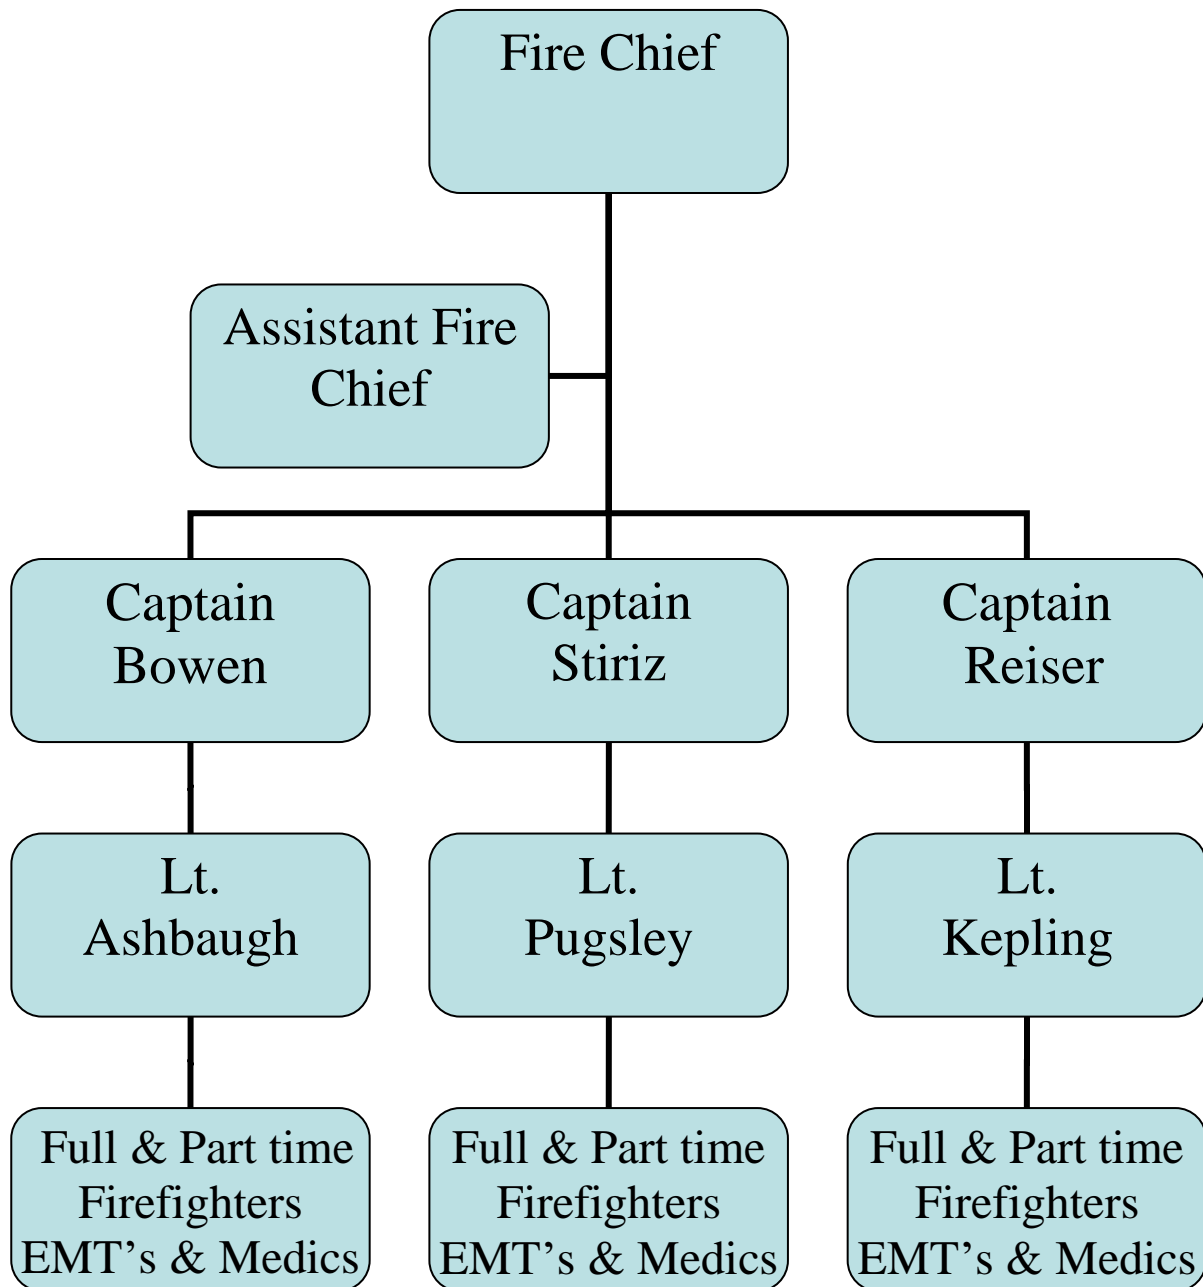 Fire Chief
Assistant Fire
Chief
Captain
Bowen
Captain
Stiriz
Captain
Reiser
Lt.
Ashbaugh
Lt.
Pugsley
Lt.
Kepling
Full & Part time
Firefighters
EMT’s & Medics
Full & Part time
Firefighters
EMT’s & Medics
Full & Part time
Firefighters
EMT’s & Medics